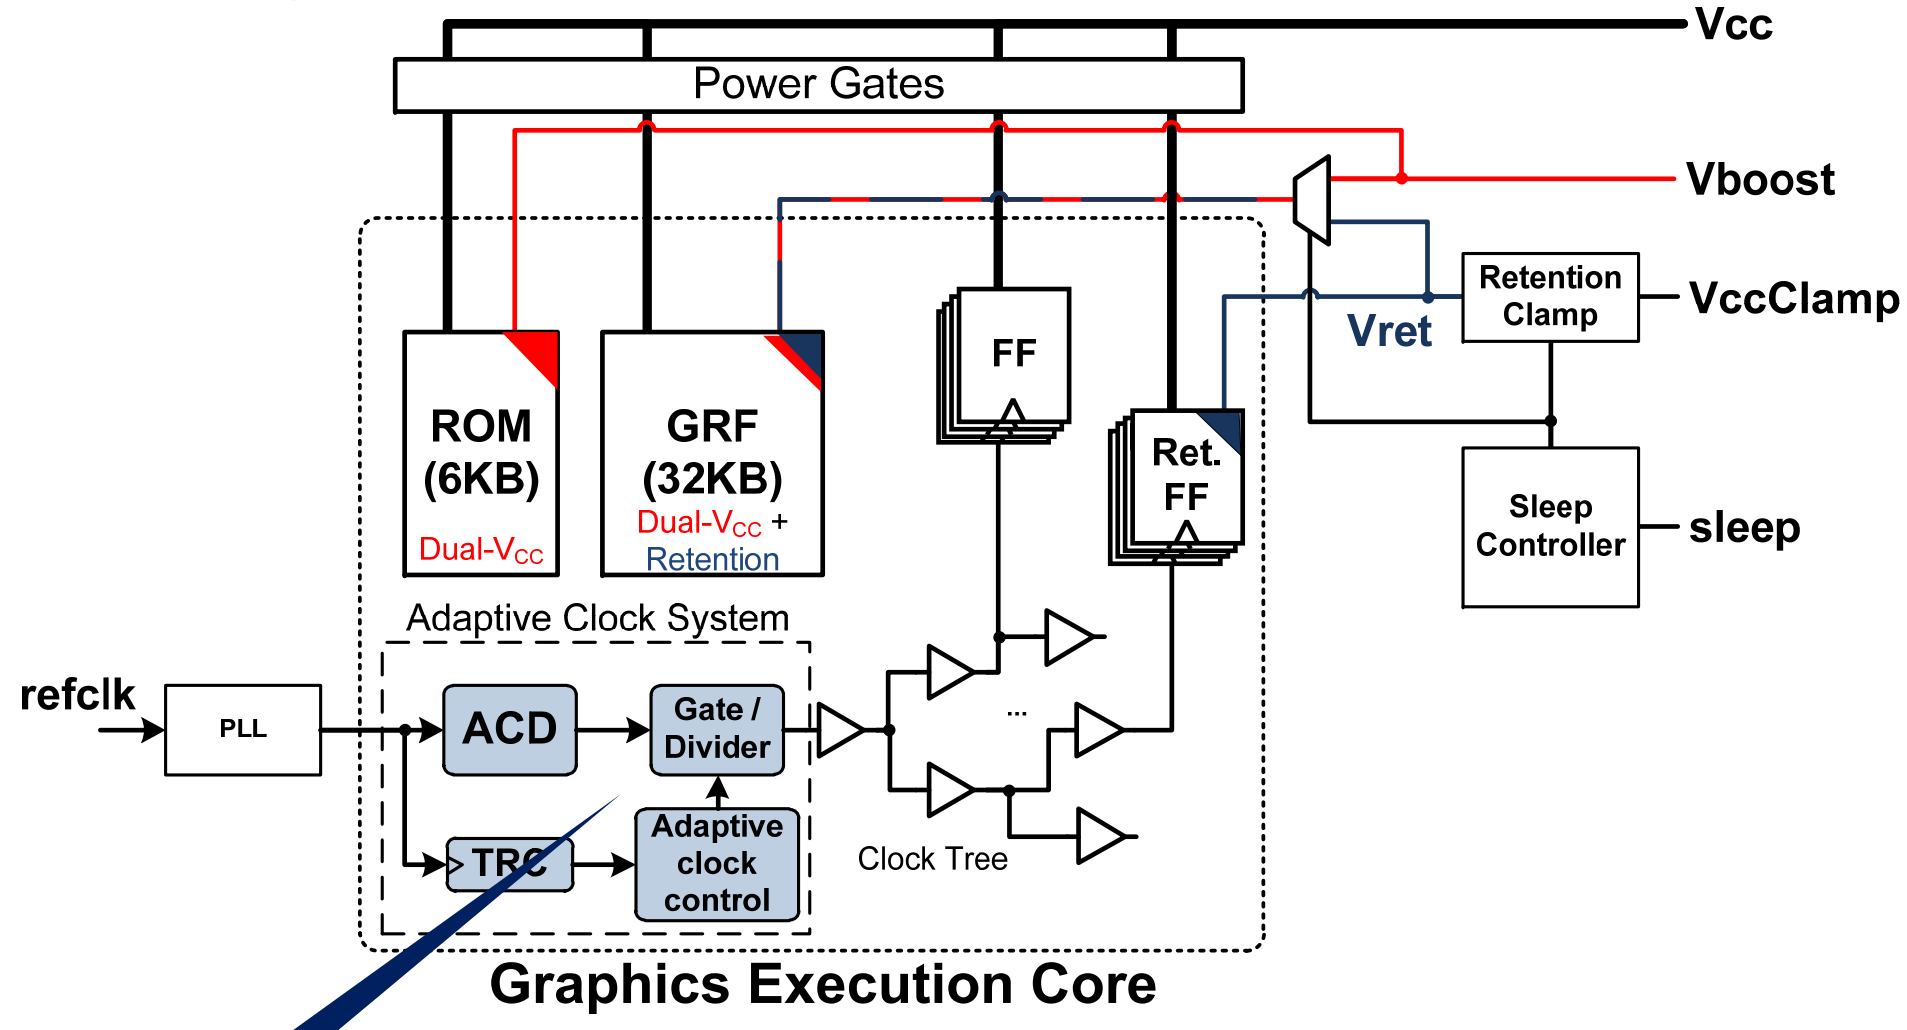 Vcc
Power Gates
Vboost
Retention
Clamp
VccClamp
Vret
FF
ROM
(6KB)
Dual-VCC
GRF
(32KB)
Dual-VCC +
Retention
Ret.
FF
Sleep
Controller
sleep
Adaptive Clock System
refclk
PLL
ACD
Gate /
Divider
...
TRC
Adaptive
clock
control
Clock Tree
Graphics Execution Core